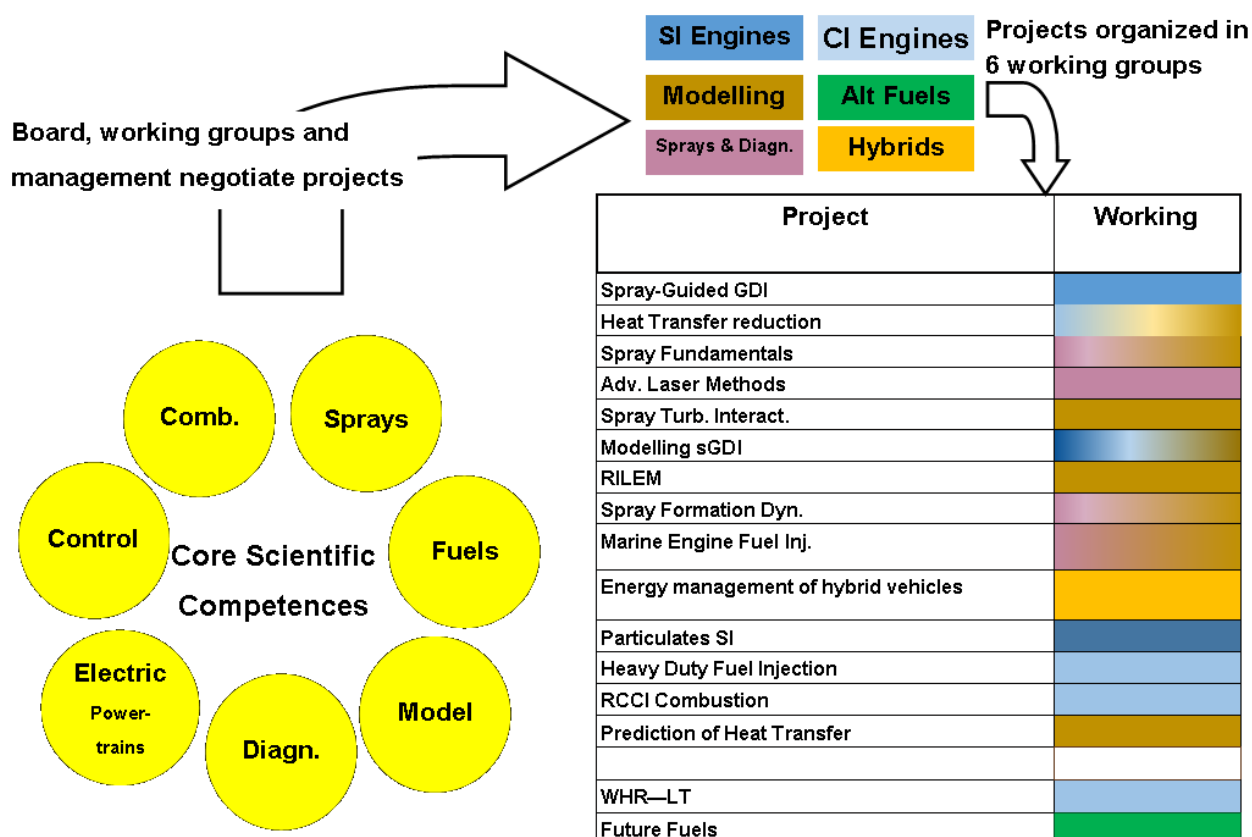 SI Engines
CI Engines
Projects organized in
6 working groups
Modelling
Alt Fuels
Sprays & Diagn.
Hybrids
Board, working groups and
management negotiate projects
Comb.
Sprays
Control
Fuels
Core Scientific
Competences
Electric
Power-
trains
Model
Diagn.
Project
Working
Spray-Guided GDI
Heat Transfer reduction
Spray Fundamentals
Adv. Laser Methods
Spray Turb. Interact.
Modelling sGDI
RILEM
Spray Formation Dyn.
Marine Engine Fuel Inj.
Energy management of hybrid vehicles
Particulates SI
Heavy Duty Fuel Injection
RCCI Combustion
Prediction of Heat Transfer
WHR—LT
Future Fuels